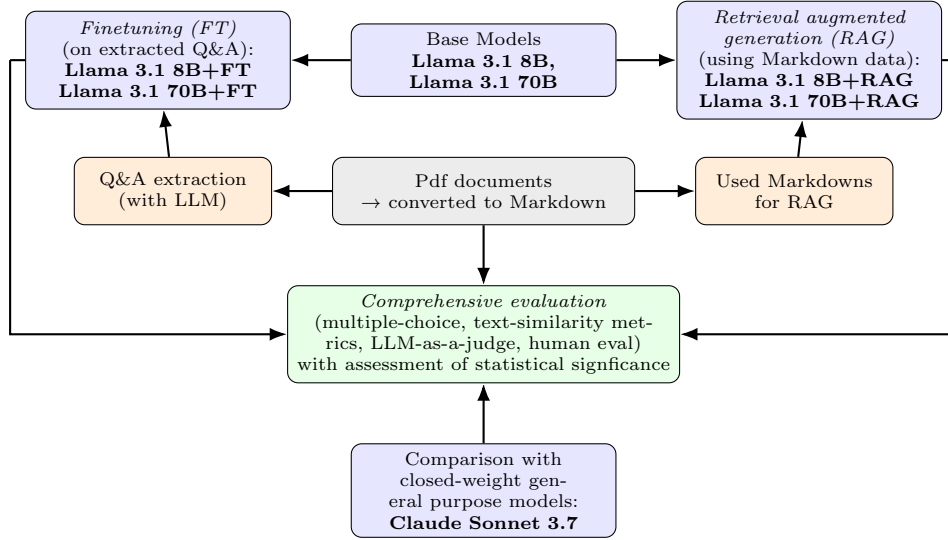 Finetuning (FT)
(on extracted Q&A):
Llama 3.1 8B+FT
Llama 3.1 70B+FT
Base Models
Llama 3.1 8B,
Llama 3.1 70B
Retrieval augmented
generation (RAG)
(using Markdown data):
Llama 3.1 8B+RAG
Llama 3.1 70B+RAG
Q&A extraction
(with LLM)
Pdf documents
→ converted to Markdown
Used Markdowns
for RAG
Comprehensive evaluation
(multiple-choice, text-similarity met-
rics, LLM-as-a-judge, human eval)
with assessment of statistical signficance
Comparison with
closed-weight gen-
eral purpose models:
Claude Sonnet 3.7